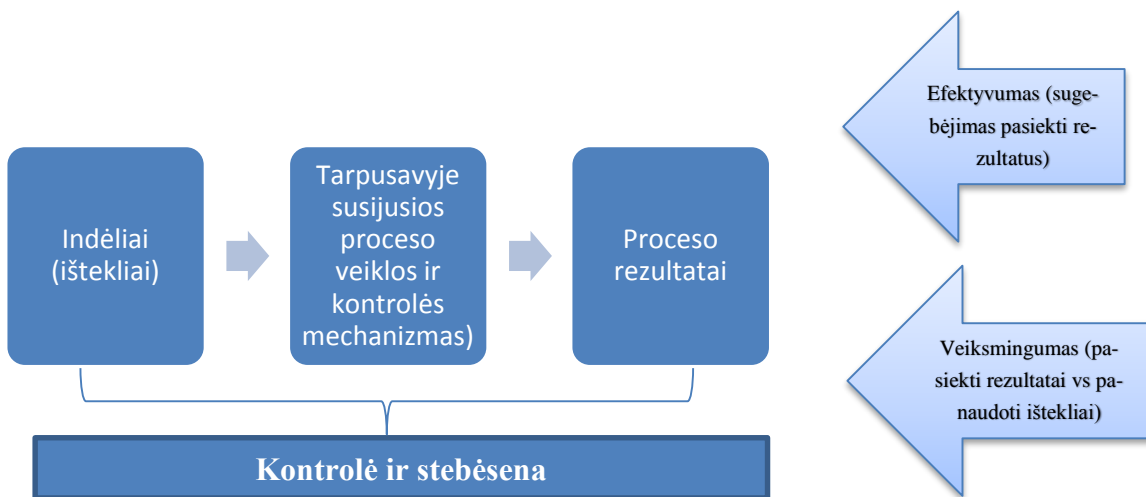 Indėliai
(ištekliai)
Tarpusavyje
susijusios
proceso
veiklos ir
kontrolės
mechanizmas)
Proceso
rezultatai
Efektyvumas (suge-
bėjimas pasiekti re-
zultatus)
Veiksmingumas (pa-
siekti rezultatai vs pa-
naudoti ištekliai)
Kontrolė ir stebėsena